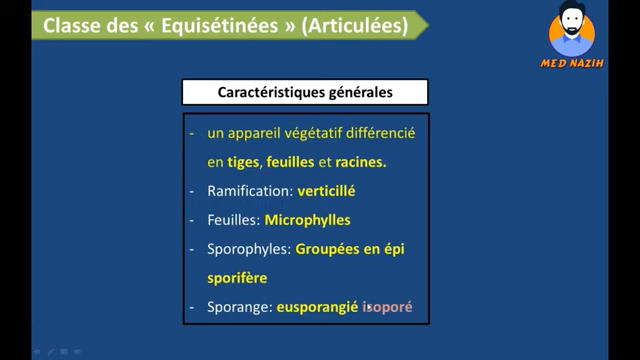 Classe des « Equisétinées » (Articulées)
MED NAZIH
Caractéristiques générales
- un appareil végétatif différencié
en tiges, feuilles et racines.
- Ramification: verticillé
- Feuilles: Microphylles
- Sporophyles: Groupées en épi
sporifère
- Sporange: eusporangié isoporé